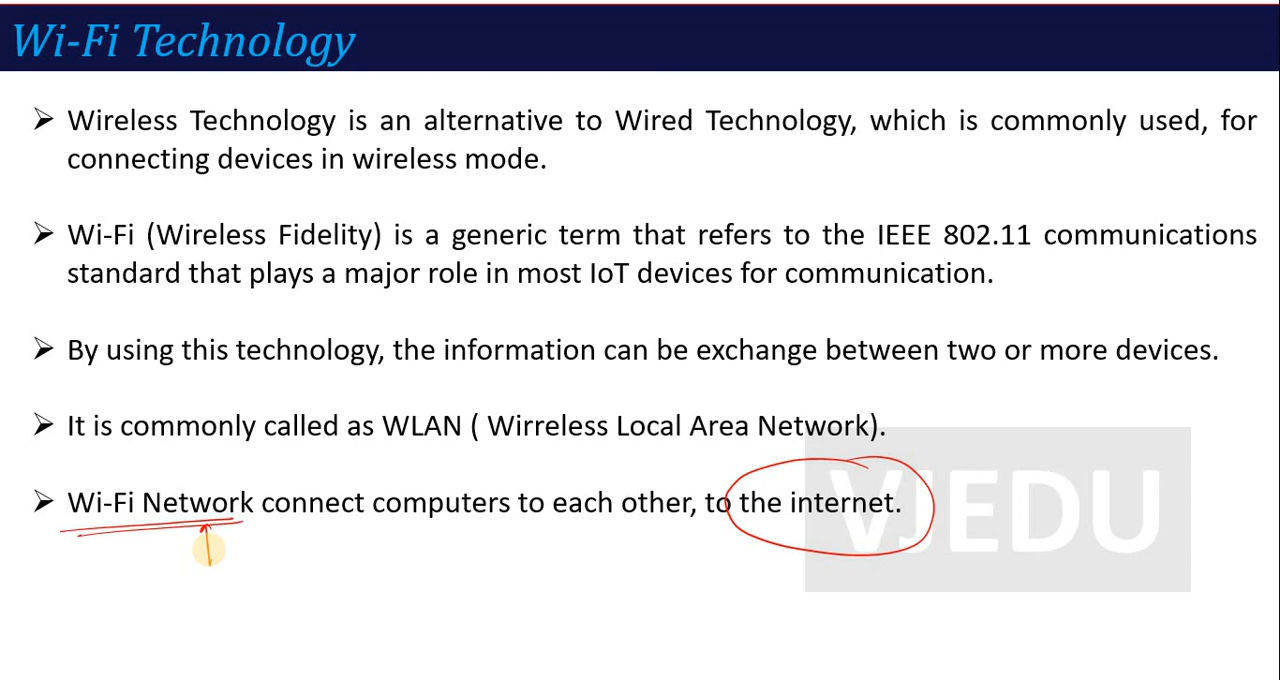 Wi-Fi Technology
➢ Wireless Technology is an alternative to Wired Technology, which is commonly used, for
connecting devices in wireless mode.
➢ Wi-Fi (Wireless Fidelity) is a generic term that refers to the IEEE 802.11 communications
standard that plays a major role in most IoT devices for communication.
➢ By using this technology, the information can be exchange between two or more devices.
➢ It is commonly called as WLAN ( Wirreless Local Area Network).
➢ Wi-Fi Network connect computers to each other, to the internet.
VJEDU